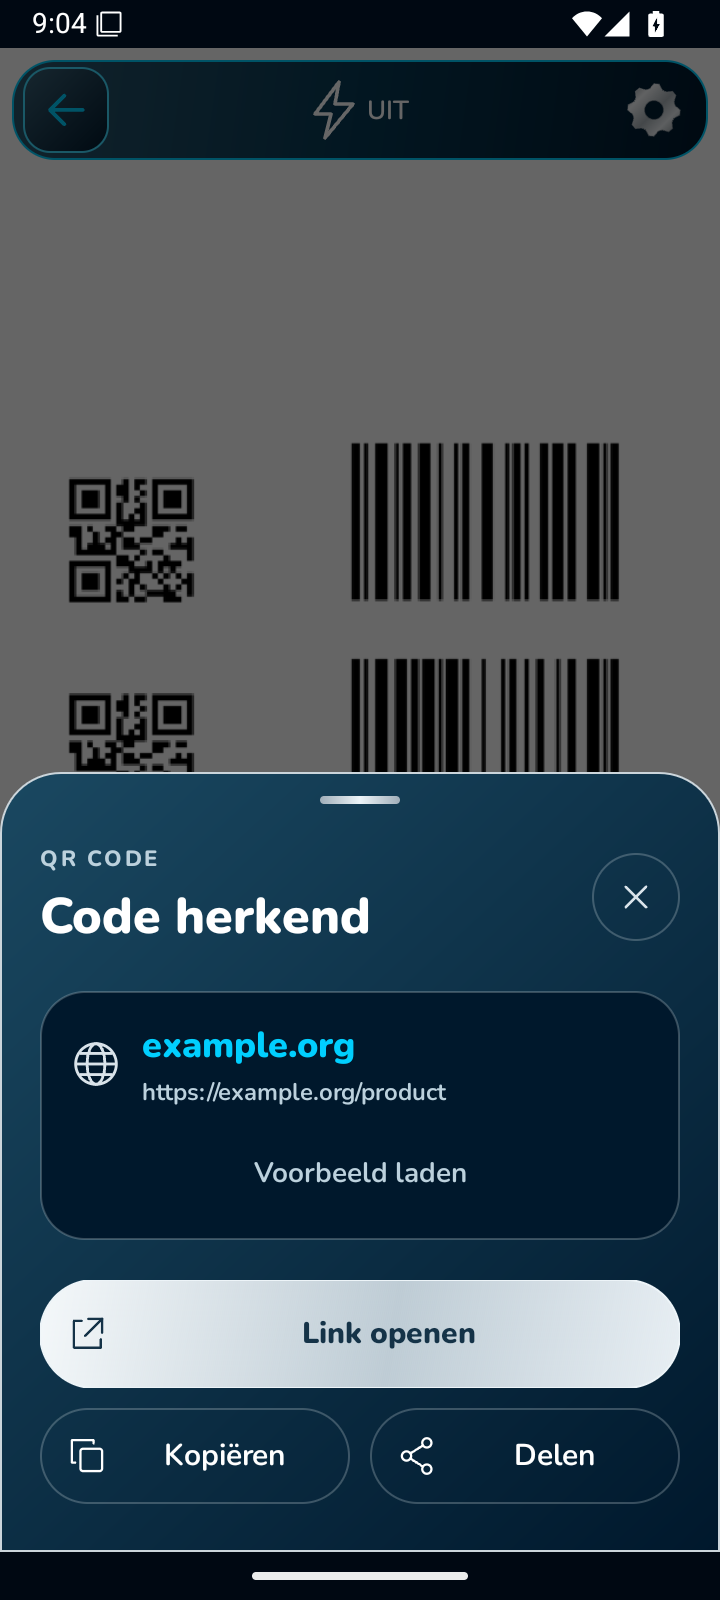 9:04
UIT
QR CODE
Code herkend
example.org
https://example.org/product
Voorbeeld laden
Link openen
Kopiëren
Delen